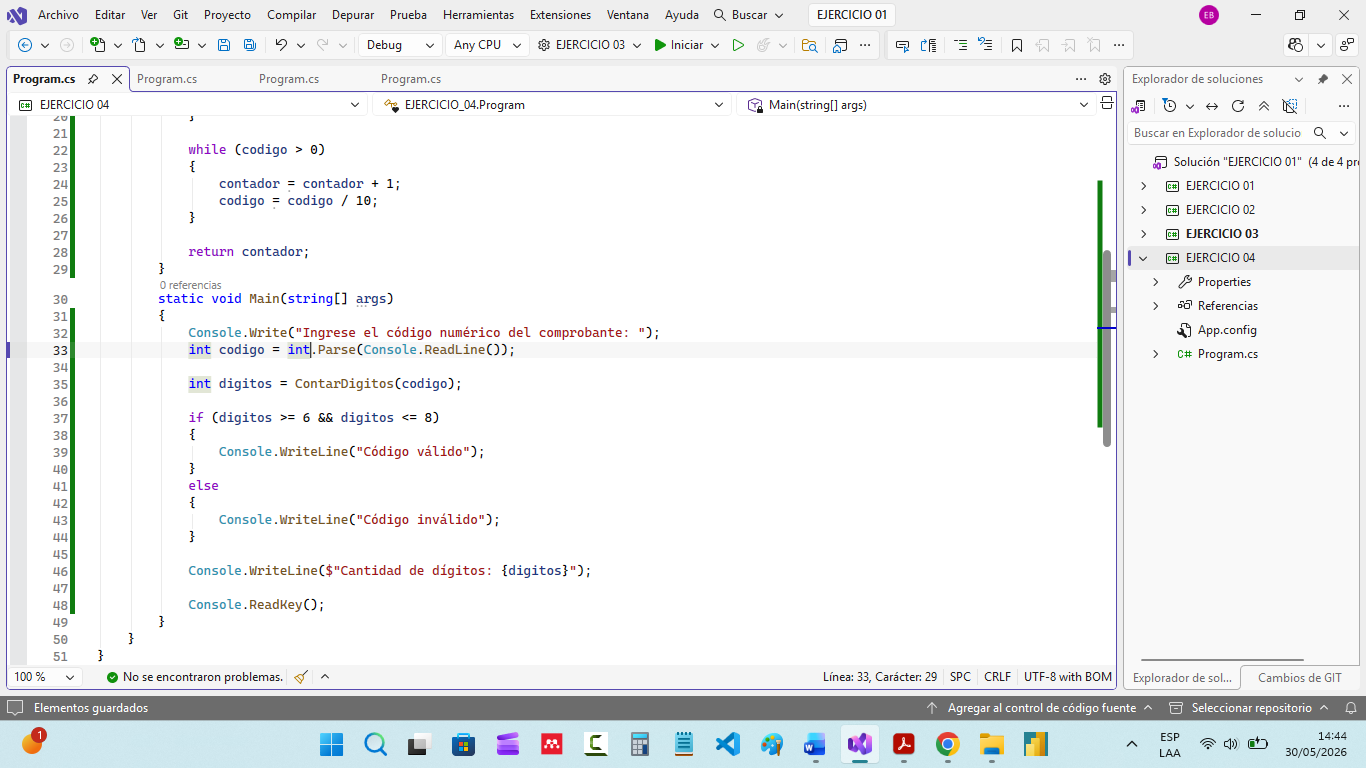 Archivo Editar Ver Git Proyecto Compilar Depurar Prueba Herramientas Extensiones Ventana Ayuda Buscar EJERCICIO 01 EB
Debug Any CPU EJERCICIO 03 Iniciar
Program.cs Program.cs Program.cs Program.cs
EJERCICIO 04 EJERCICIO_04.Program Main(string[] args)
20 }
21
22 while (codigo > 0)
23 {
24 contador = contador + 1;
25 codigo = codigo / 10;
26 }
27
28 return contador;
29 }
0 referencias
30 static void Main(string[] args)
31 {
32 Console.Write("Ingrese el código numérico del comprobante: ");
33 int codigo = int.Parse(Console.ReadLine());
34
35 int digitos = ContarDigitos(codigo);
36
37 if (digitos >= 6 && digitos <= 8)
38 {
39 Console.WriteLine("Código válido");
40 }
41 else
42 {
43 Console.WriteLine("Código inválido");
44 }
45
46 Console.WriteLine($"Cantidad de dígitos: {digitos}");
47
48 Console.ReadKey();
49 }
50 }
51 }
100 % No se encontraron problemas. Línea: 33, Carácter: 29 SPC CRLF UTF-8 with BOM
Explorador de soluciones
Buscar en Explorador de solucio
Solución "EJERCICIO 01" (4 de 4 pr
EJERCICIO 01
EJERCICIO 02
EJERCICIO 03
EJERCICIO 04
Properties
Referencias
App.config
C# Program.cs
Explorador de sol... Cambios de GIT
Elementos guardados Agregar al control de código fuente Seleccionar repositorio
1
ESP
LAA
14:44
30/05/2026